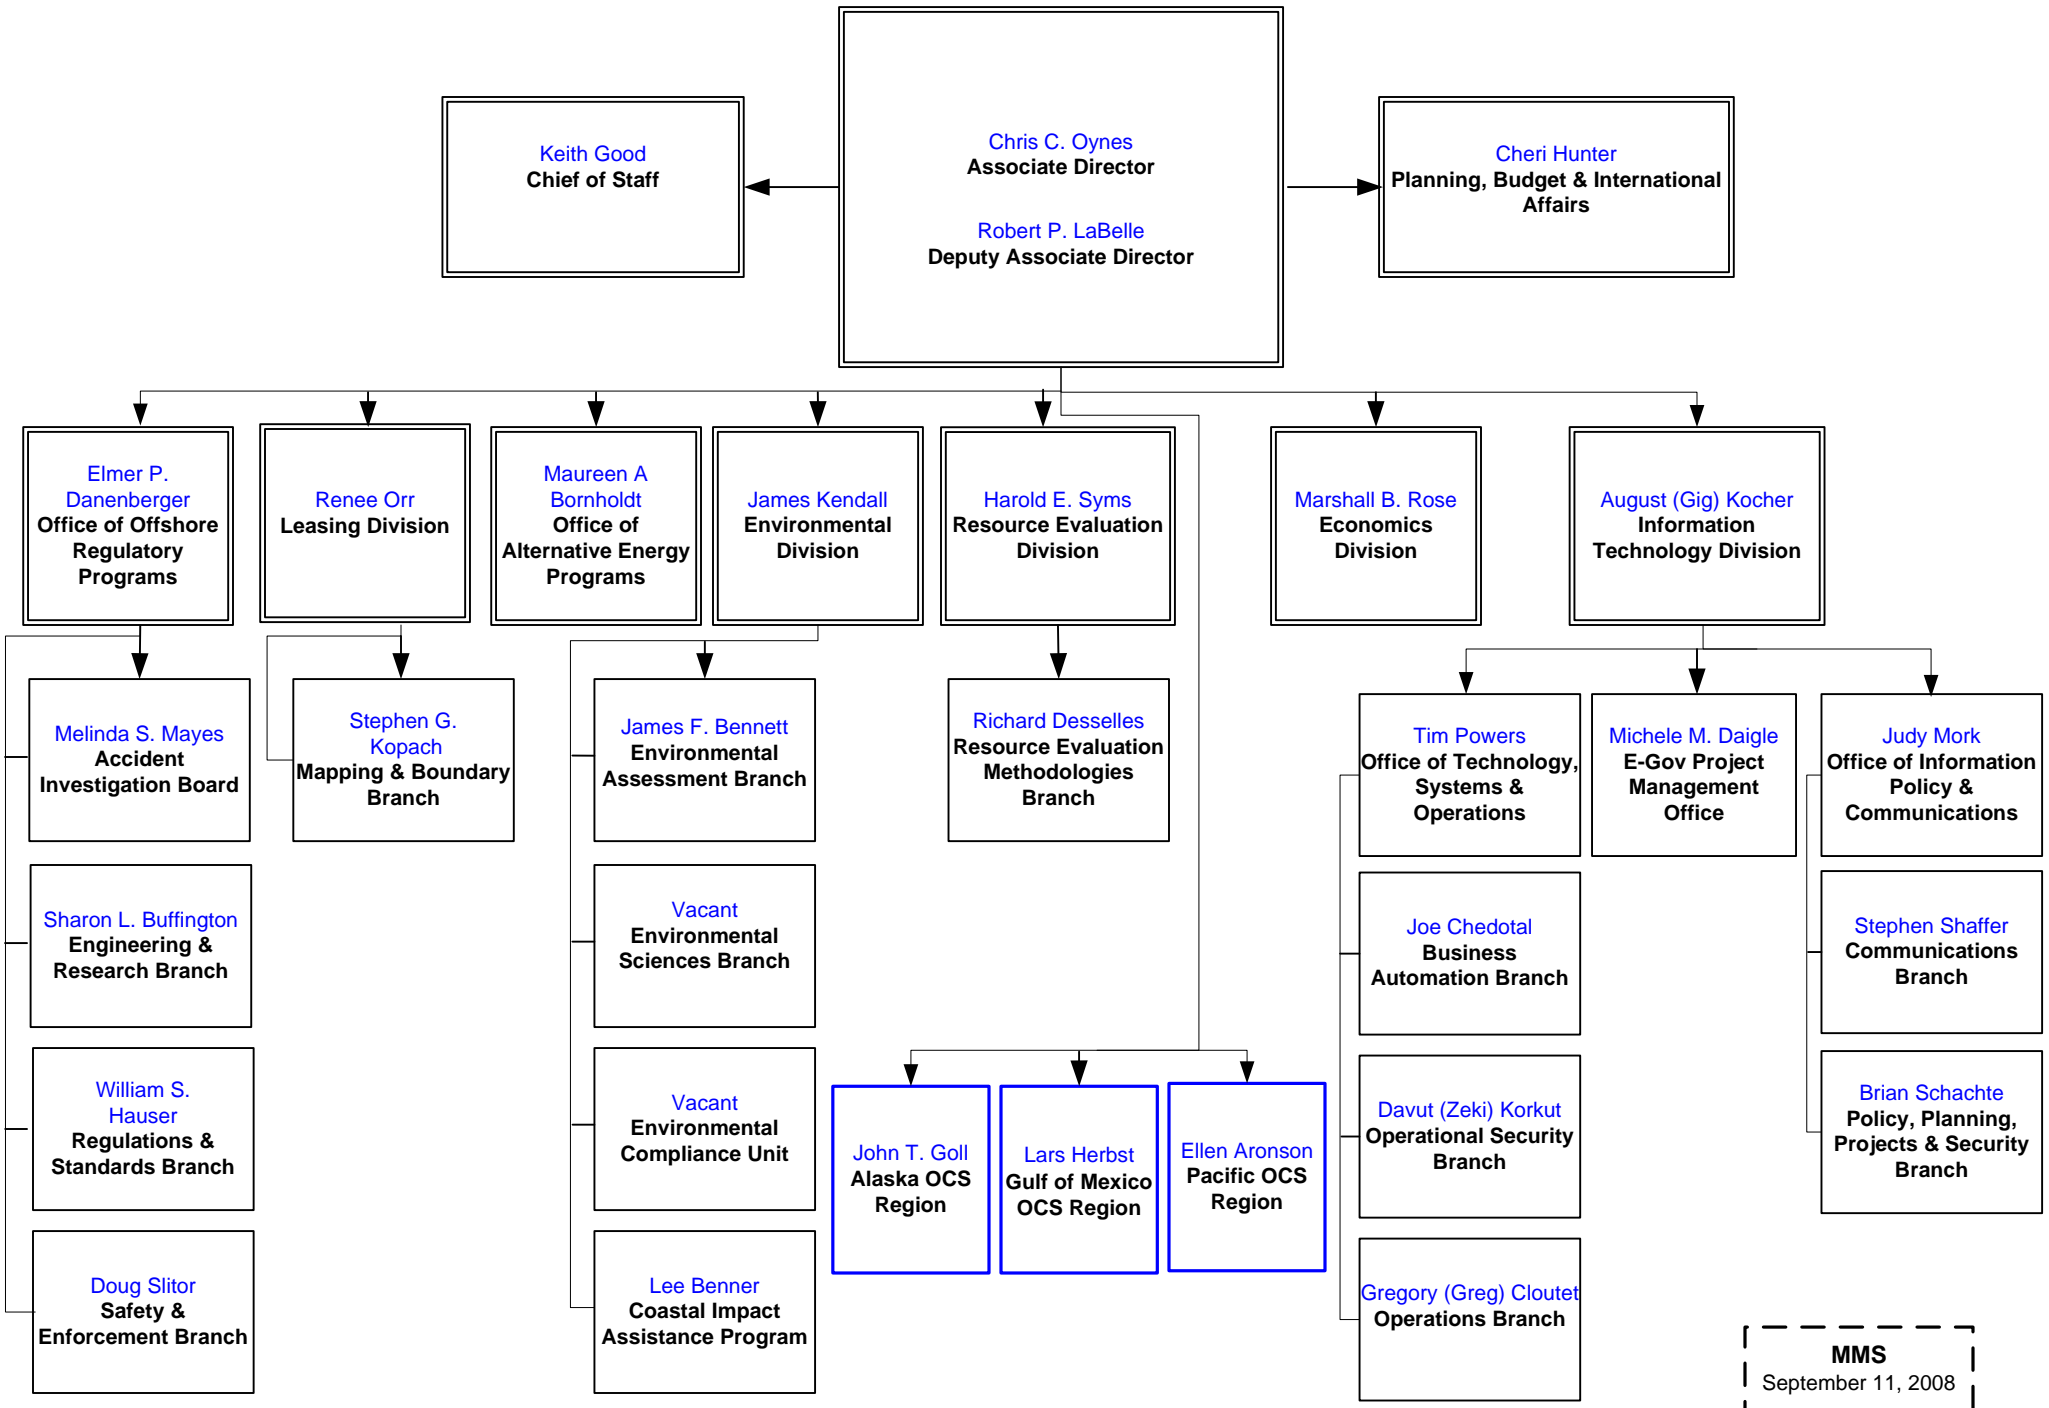 Chris C. Oynes
Associate Director
Robert P. LaBelle
Deputy Associate Director
Keith Good
Chief of Staff
Cheri Hunter
Planning, Budget & International
Affairs
Elmer P.
Danenberger
Office of Offshore
Regulatory
Programs
Renee Orr
Leasing Division
Maureen A
Bornholdt
Office of
Alternative Energy
Programs
James Kendall
Environmental
Division
Harold E. Syms
Resource Evaluation
Division
Marshall B. Rose
Economics
Division
August (Gig) Kocher
Information
Technology Division
Melinda S. Mayes
Accident
Investigation Board
Sharon L. Buffington
Engineering &
Research Branch
William S.
Hauser
Regulations &
Standards Branch
Doug Slitor
Safety &
Enforcement Branch
Stephen G.
Kopach
Mapping & Boundary
Branch
James F. Bennett
Environmental
Assessment Branch
Vacant
Environmental
Sciences Branch
Vacant
Environmental
Compliance Unit
Lee Benner
Coastal Impact
Assistance Program
Richard Desselles
Resource Evaluation
Methodologies
Branch
John T. Goll
Alaska OCS
Region
Lars Herbst
Gulf of Mexico
OCS Region
Ellen Aronson
Pacific OCS
Region
Tim Powers
Office of Technology,
Systems &
Operations
Joe Chedotal
Business
Automation Branch
Davut (Zeki) Korkut
Operational Security
Branch
Gregory (Greg) Cloutet
Operations Branch
Michele M. Daigle
E-Gov Project
Management
Office
Judy Mork
Office of Information
Policy &
Communications
Stephen Shaffer
Communications
Branch
Brian Schachte
Policy, Planning,
Projects & Security
Branch
MMS
September 11, 2008